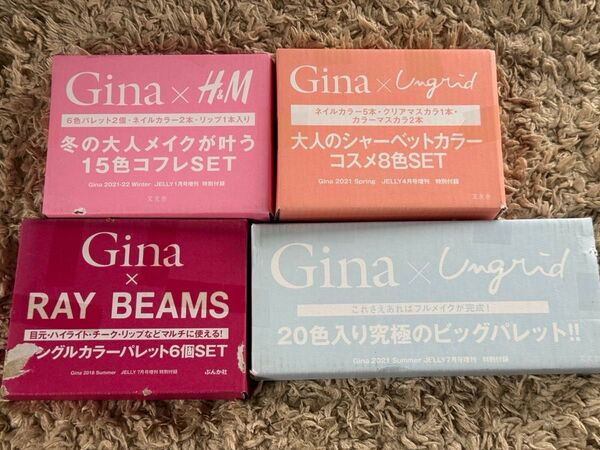 Gina × H&M
6色パレット2個・ネイルカラー2本・リップ1本入り
冬の大人メイクが叶う
15色コフレSET
Gina 2021-22 Winter JELLY1月号増刊 特別付録
文友舎
Gina × Ungrid
ネイルカラー5本・クリアマスカラ1本・
カラーマスカラ2本
大人のシャーベットカラー
コスメ8色SET
Gina 2021 Spring JELLY4月号増刊 特別付録
文友舎
Gina
×
RAY BEAMS
目元・ハイライト・チーク・リップなどマルチに使える!
ングルカラーパレット6個SET
Gina 2018 Summer JELLY 7月号増刊 特別付録
ぶんか社
Gina × Ungrid
これさえあればフルメイクが完成!
20色入り究極のビッグパレット!!
Gina 2021 Summer JELLY7月号増刊 特別付録
文友舎